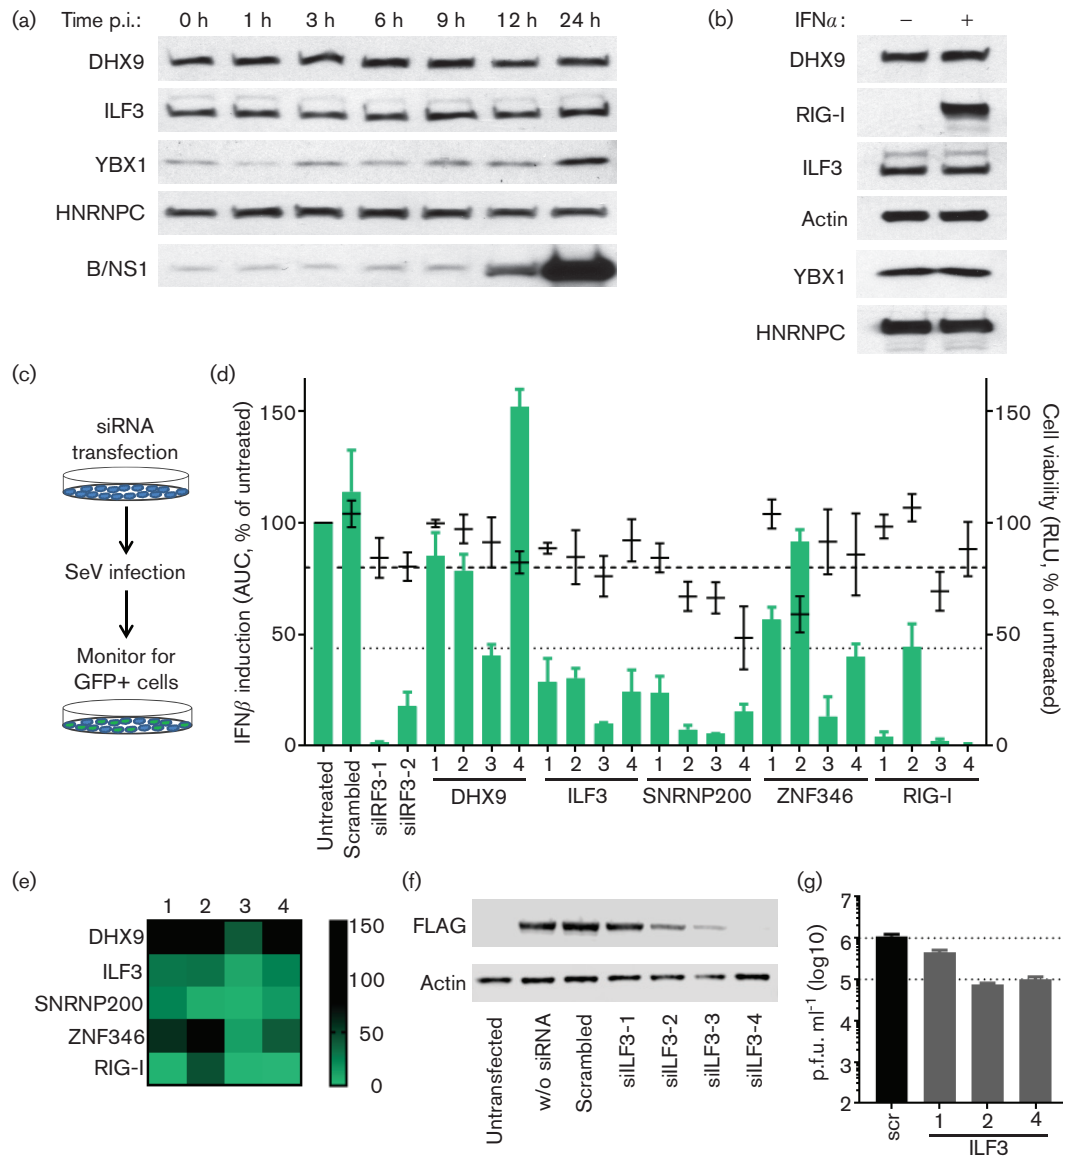 (a) Time p.i.: 0 h 1 h 3 h 6 h 9 h 12 h 24 h
DHX9
ILF3
YBX1
HNRNPC
B/NS1
(b) IFNα: − +
DHX9
RIG-I
ILF3
Actin
YBX1
HNRNPC
(c)
siRNA
transfection
SeV infection
Monitor for
GFP+ cells
(d)
IFNβ induction (AUC, % of untreated)
150
100
50
0
150
100
50
0
Cell viability (RLU, % of untreated)
Untreated
Scrambled
siIRF3-1
siIRF3-2
1 2 3 4 1 2 3 4 1 2 3 4 1 2 3 4 1 2 3 4
DHX9 ILF3 SNRNP200 ZNF346 RIG-I
(e)
1 2 3 4
DHX9
ILF3
SNRNP200
ZNF346
RIG-I
150
100
50
0
(f)
FLAG
Actin
Untransfected
w/o siRNA
Scrambled
siILF3-1
siILF3-2
siILF3-3
siILF3-4
(g)
p.f.u. ml⁻¹ (log10)
7
6
5
4
5
2
scr
1 2 4
ILF3